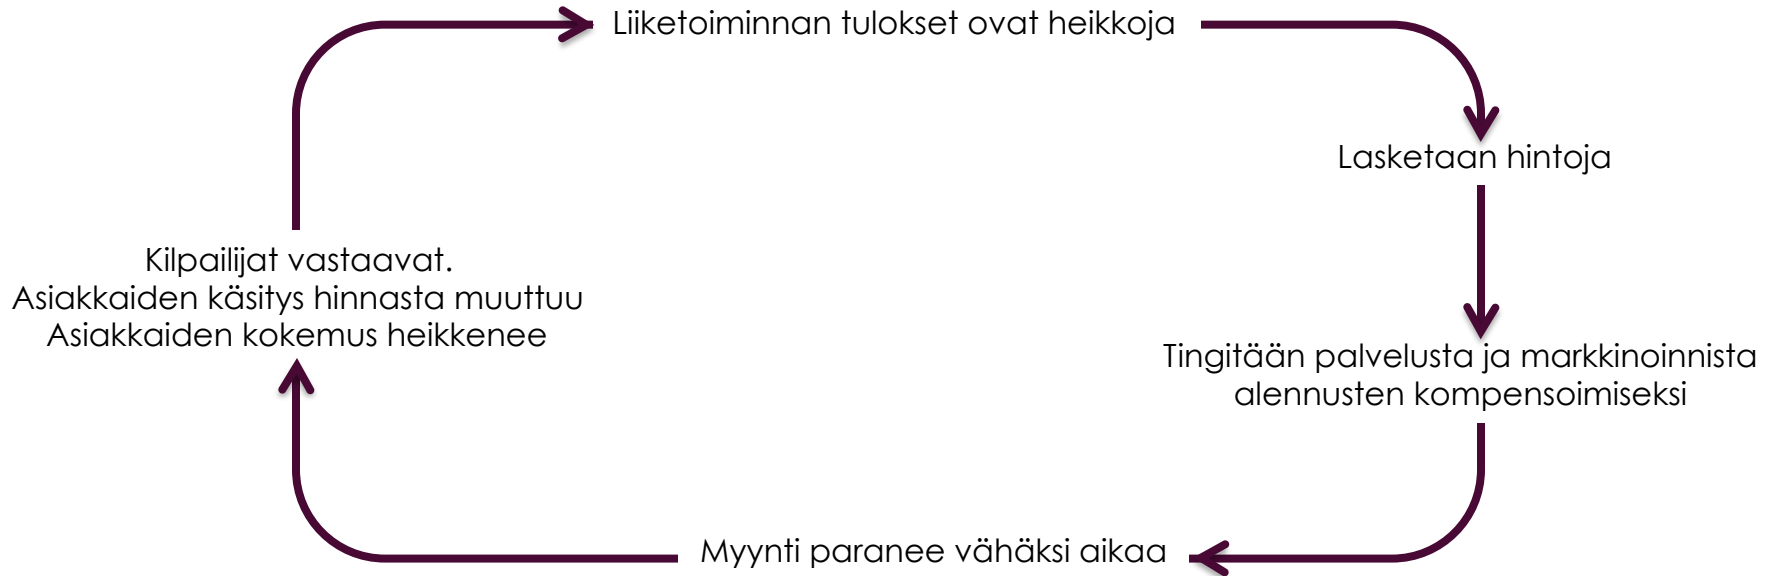 Liiketoiminnan tulokset ovat heikkoja
Lasketaan hintoja
Tingitään palvelusta ja markkinoinnista
alennusten kompensoimiseksi
Myynti paranee vähäksi aikaa
Kilpailijat vastaavat.
Asiakkaiden käsitys hinnasta muuttuu
Asiakkaiden kokemus heikkenee